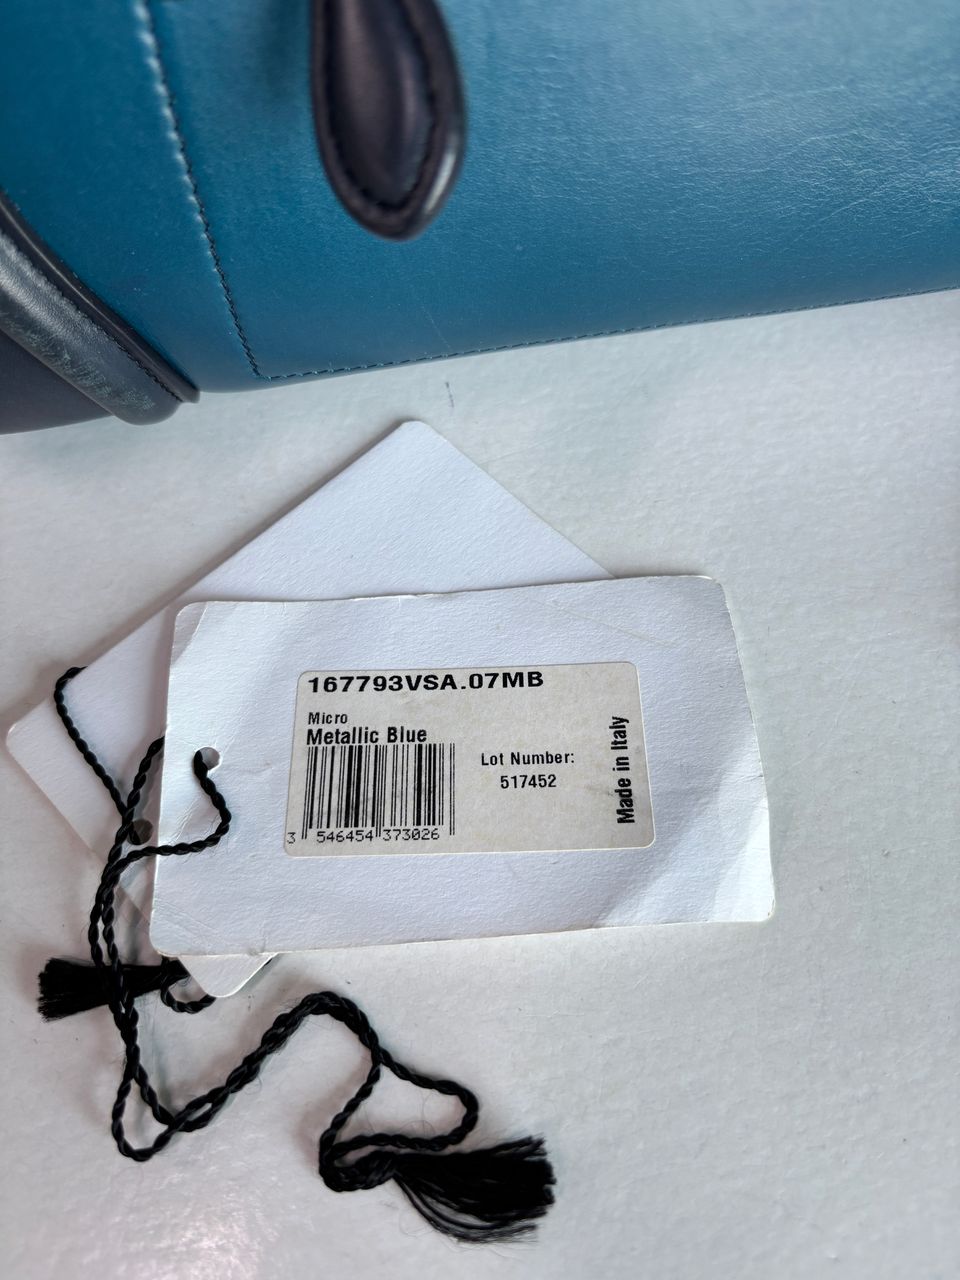 167793VSA.07MB
Micro
Metallic Blue
Lot Number:
517452
3 546454 373026
Made in Italy